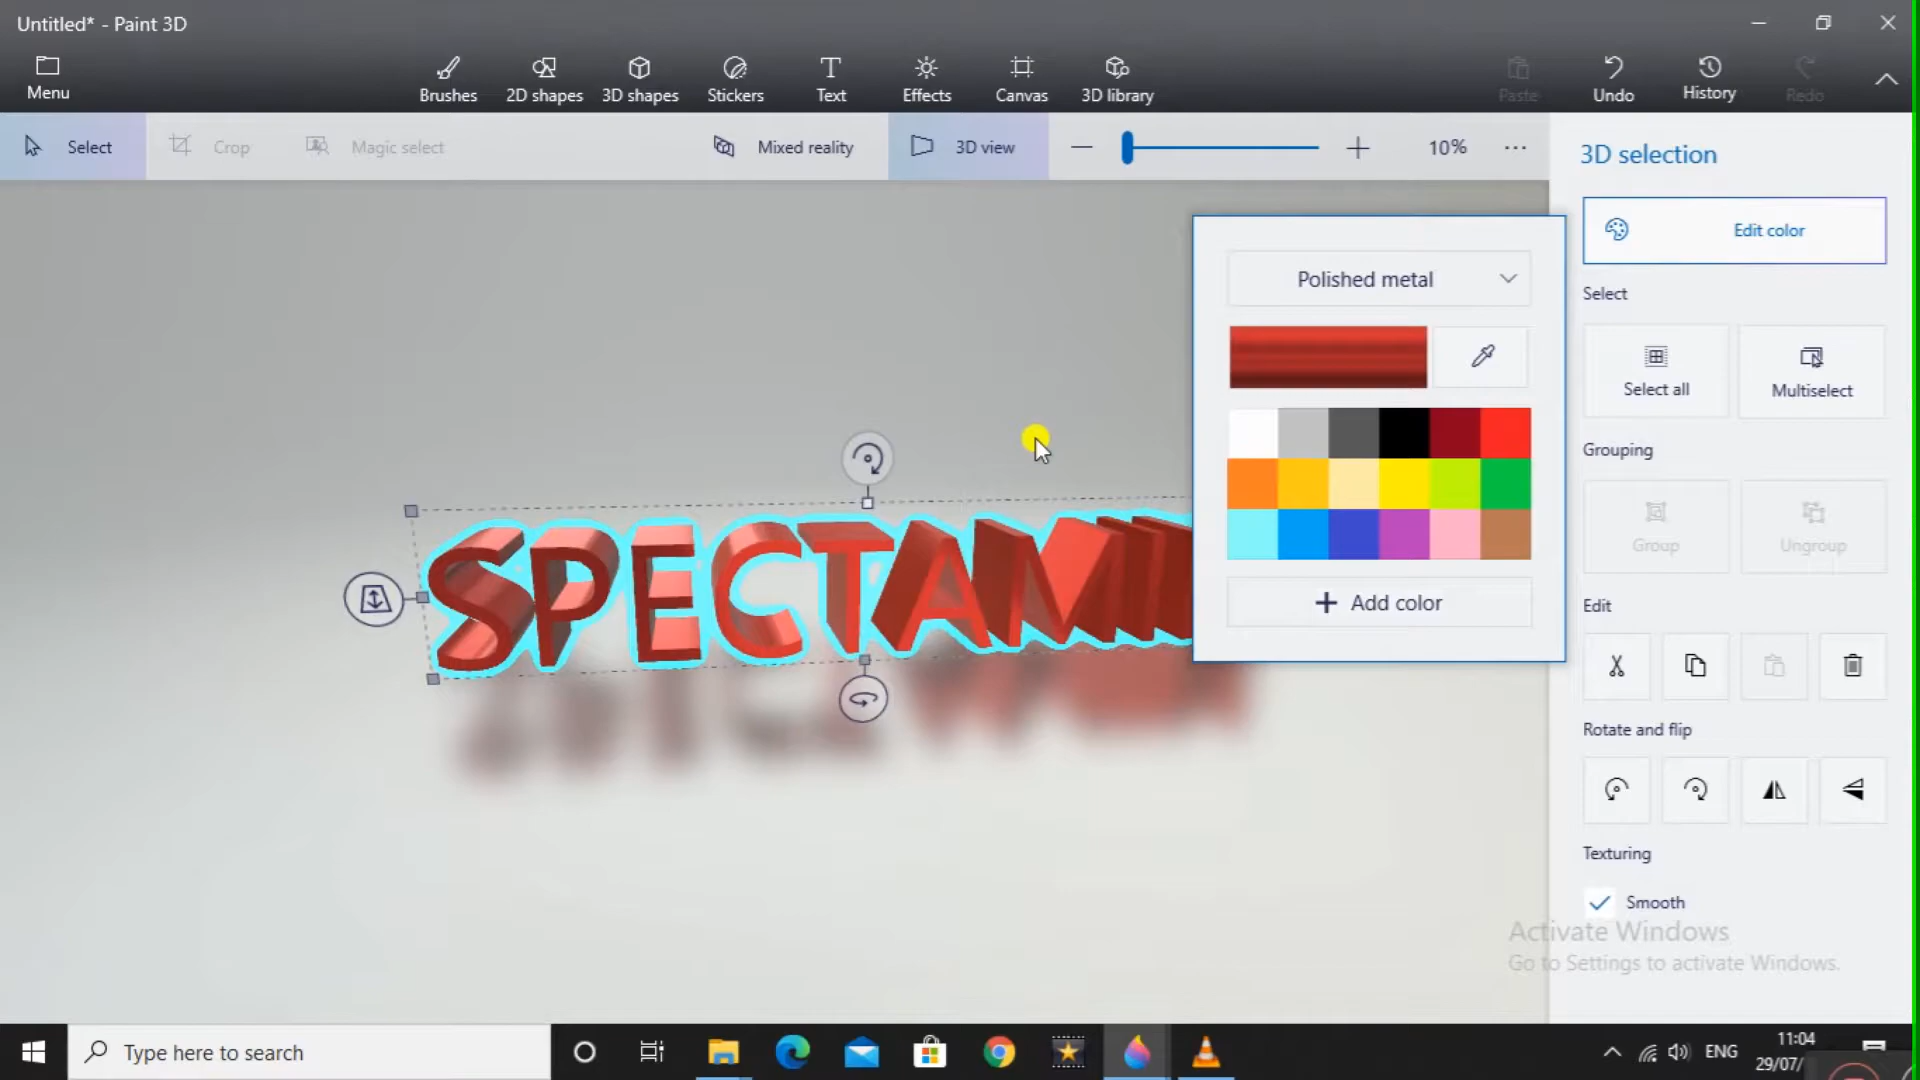 Untitled* - Paint 3D
Menu
Brushes
2D shapes
3D shapes
Stickers
Text
Effects
Canvas
3D library
Paste
Undo
History
Redo
Select
Crop
Magic select
Mixed reality
3D view
10%
3D selection
Edit color
Select
Select all
Multiselect
Grouping
Group
Ungroup
Edit
Rotate and flip
Texturing
Smooth
Polished metal
Add color
SPECTAM
Activate Windows
Go to Settings to activate Windows.
Type here to search
ENG
11:04
29/07/